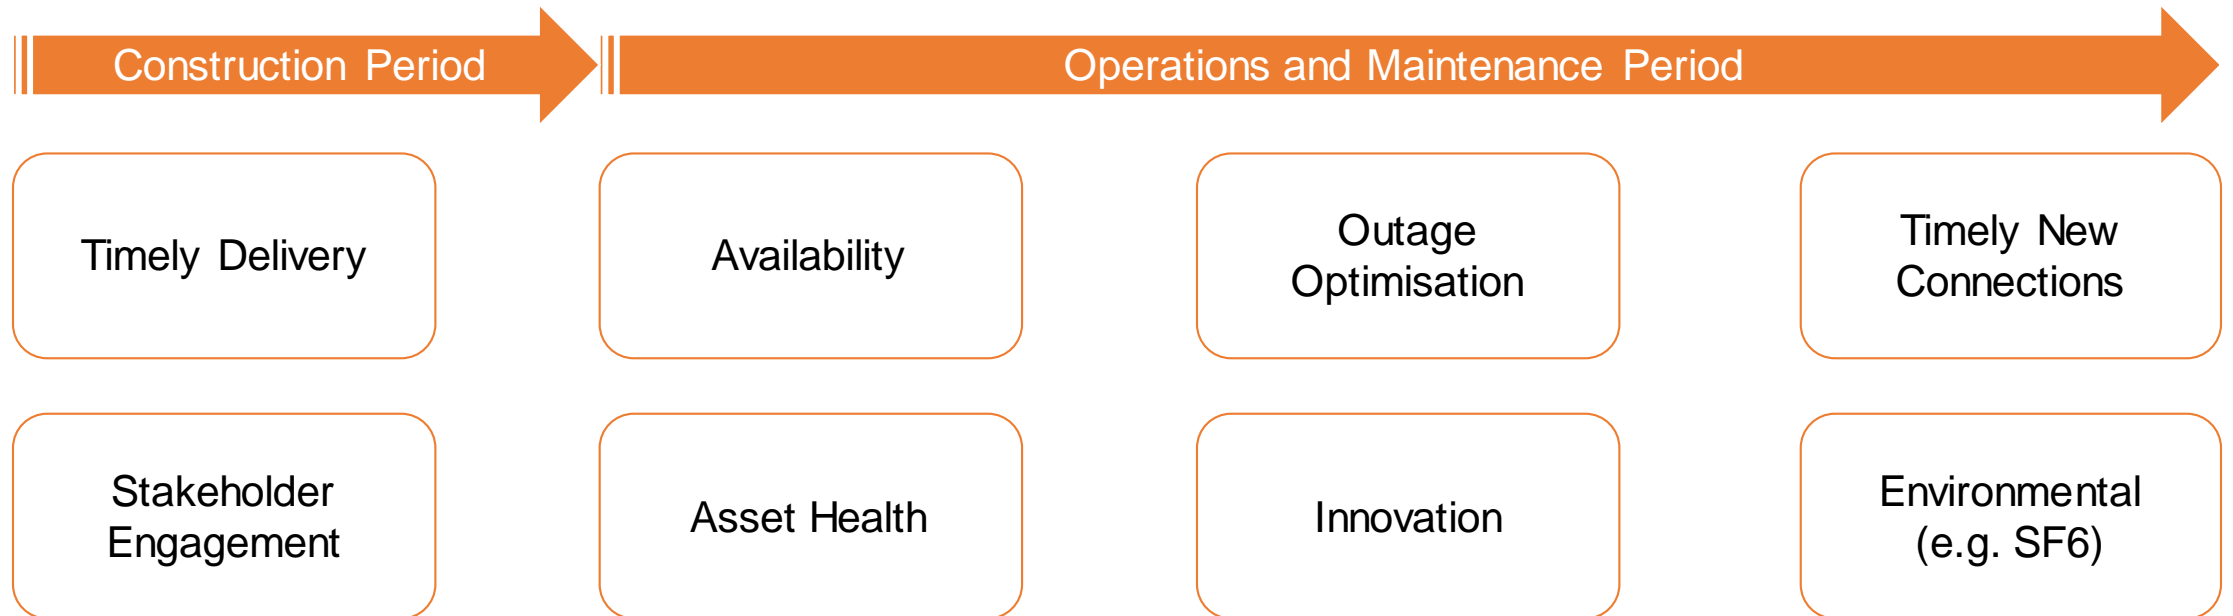 Construction Period
Operations and Maintenance Period
Timely Delivery
Availability
Outage
Optimisation
Timely New
Connections
Stakeholder
Engagement
Asset Health
Innovation
Environmental
(e.g. SF6)